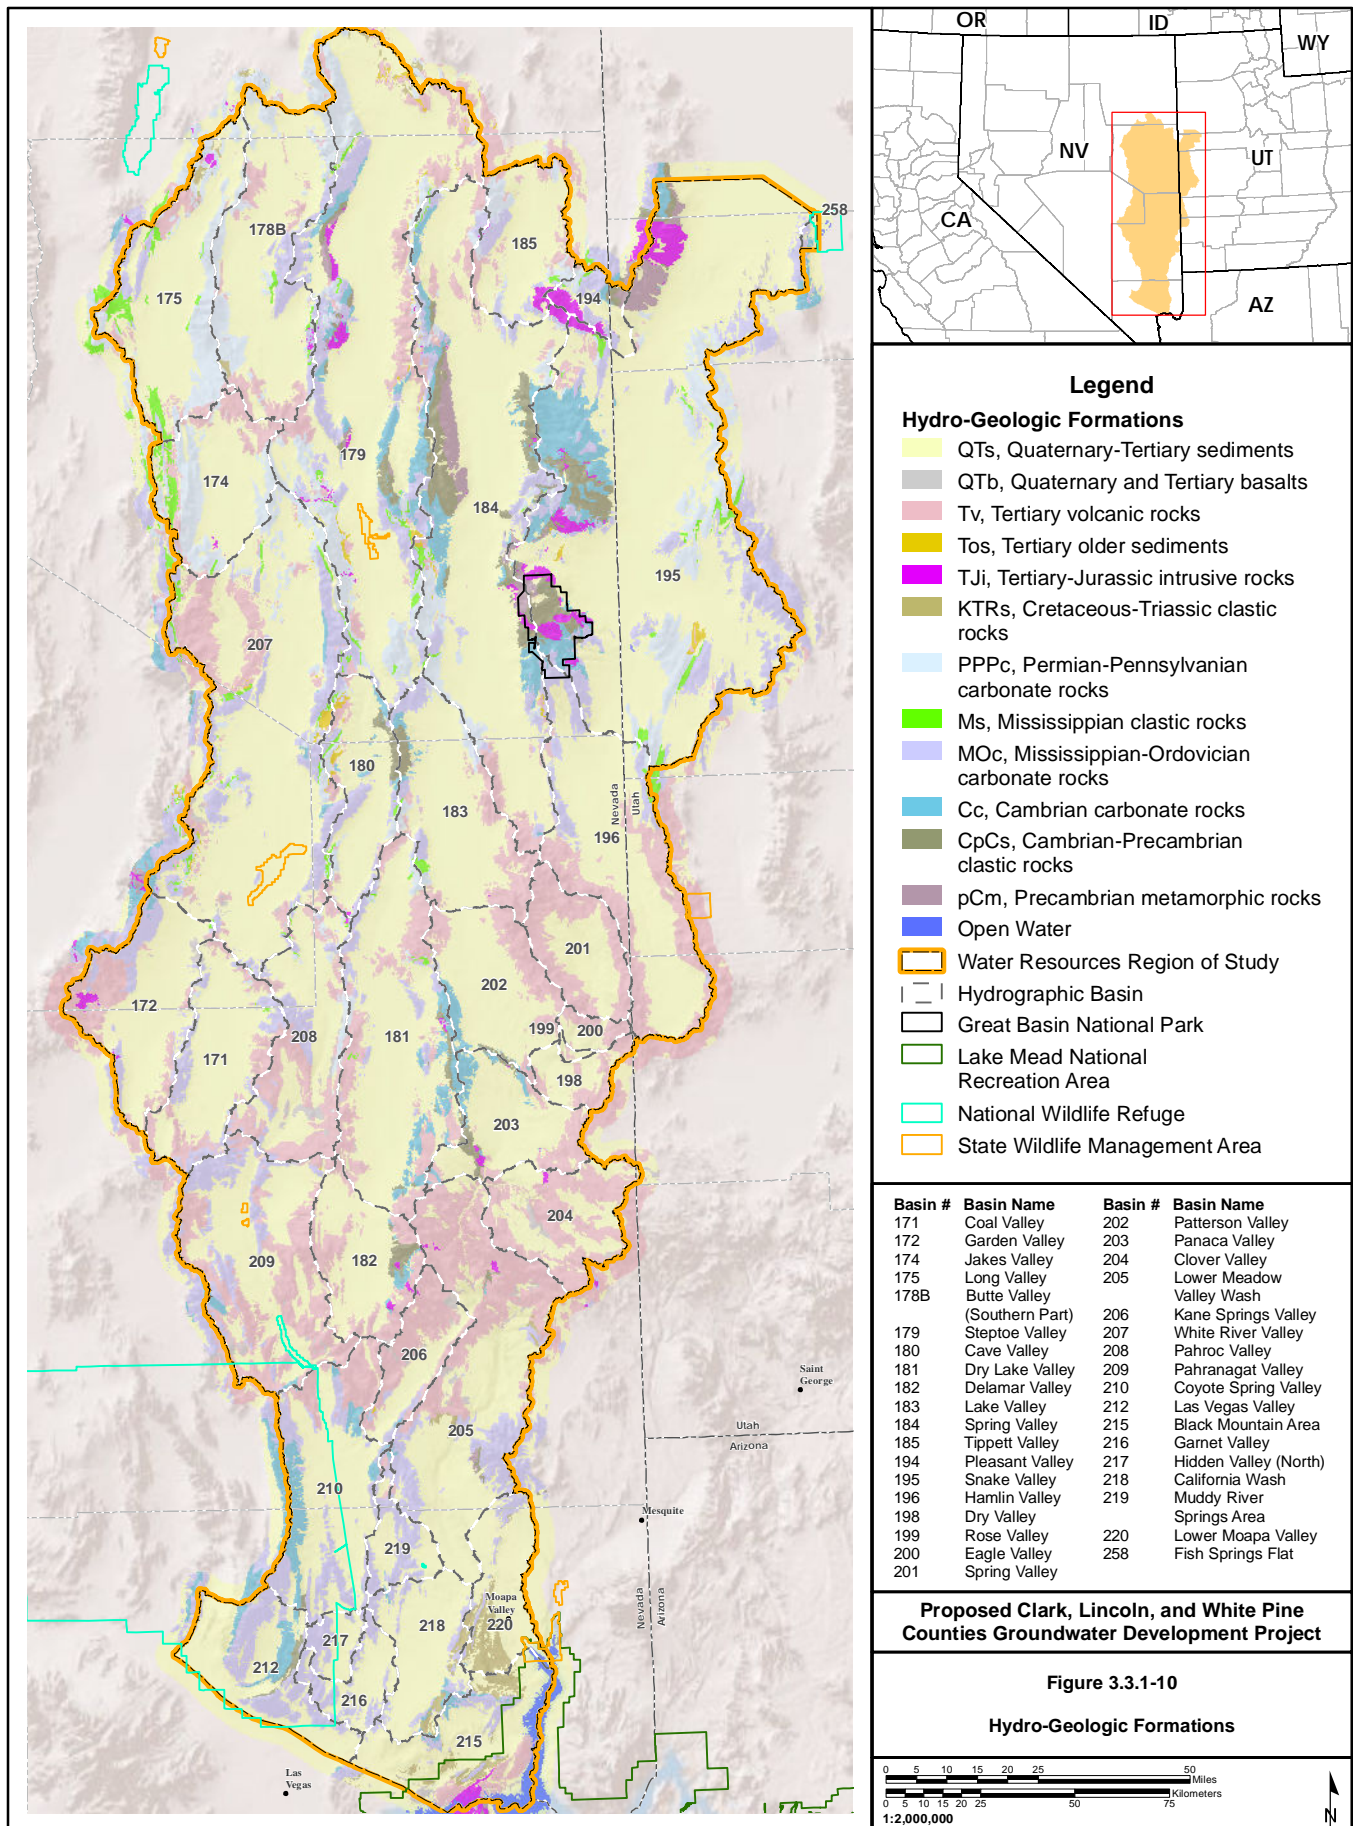 OR
ID
WY
NV
UT
CA
AZ
258
178B
185
175
194
179
174
184
195
207
180
183
Nevada
Utah
196
201
202
172
199
200
208
181
171
198
203
204
209
182
206
Saint
George
205
Utah
Arizona
210
Mesquite
219
Moapa
Valley
220
218
Nevada
Arizona
217
212
216
215
Las
Vegas
Legend
Hydro-Geologic Formations
QTs, Quaternary-Tertiary sediments
QTb, Quaternary and Tertiary basalts
Tv, Tertiary volcanic rocks
Tos, Tertiary older sediments
TJi, Tertiary-Jurassic intrusive rocks
KTRs, Cretaceous-Triassic clastic
rocks
PPPc, Permian-Pennsylvanian
carbonate rocks
Ms, Mississippian clastic rocks
MOc, Mississippian-Ordovician
carbonate rocks
Cc, Cambrian carbonate rocks
CpCs, Cambrian-Precambrian
clastic rocks
pCm, Precambrian metamorphic rocks
Open Water
Water Resources Region of Study
Hydrographic Basin
Great Basin National Park
Lake Mead National
Recreation Area
National Wildlife Refuge
State Wildlife Management Area
Basin # Basin Name Basin # Basin Name
171 Coal Valley 202 Patterson Valley
172 Garden Valley 203 Panaca Valley
174 Jakes Valley 204 Clover Valley
175 Long Valley 205 Lower Meadow
178B Butte Valley Valley Wash
(Southern Part) 206 Kane Springs Valley
179 Steptoe Valley 207 White River Valley
180 Cave Valley 208 Pahroc Valley
181 Dry Lake Valley 209 Pahranagat Valley
182 Delamar Valley 210 Coyote Spring Valley
183 Lake Valley 212 Las Vegas Valley
184 Spring Valley 215 Black Mountain Area
185 Tippett Valley 216 Garnet Valley
194 Pleasant Valley 217 Hidden Valley (North)
195 Snake Valley 218 California Wash
196 Hamlin Valley 219 Muddy River
198 Dry Valley Springs Area
199 Rose Valley 220 Lower Moapa Valley
200 Eagle Valley 258 Fish Springs Flat
201 Spring Valley
Proposed Clark, Lincoln, and White Pine
Counties Groundwater Development Project
Figure 3.3.1-10
Hydro-Geologic Formations
0 5 10 15 20 25 50
Miles
Kilometers
0 5 10 15 20 25 50 75
1:2,000,000
N